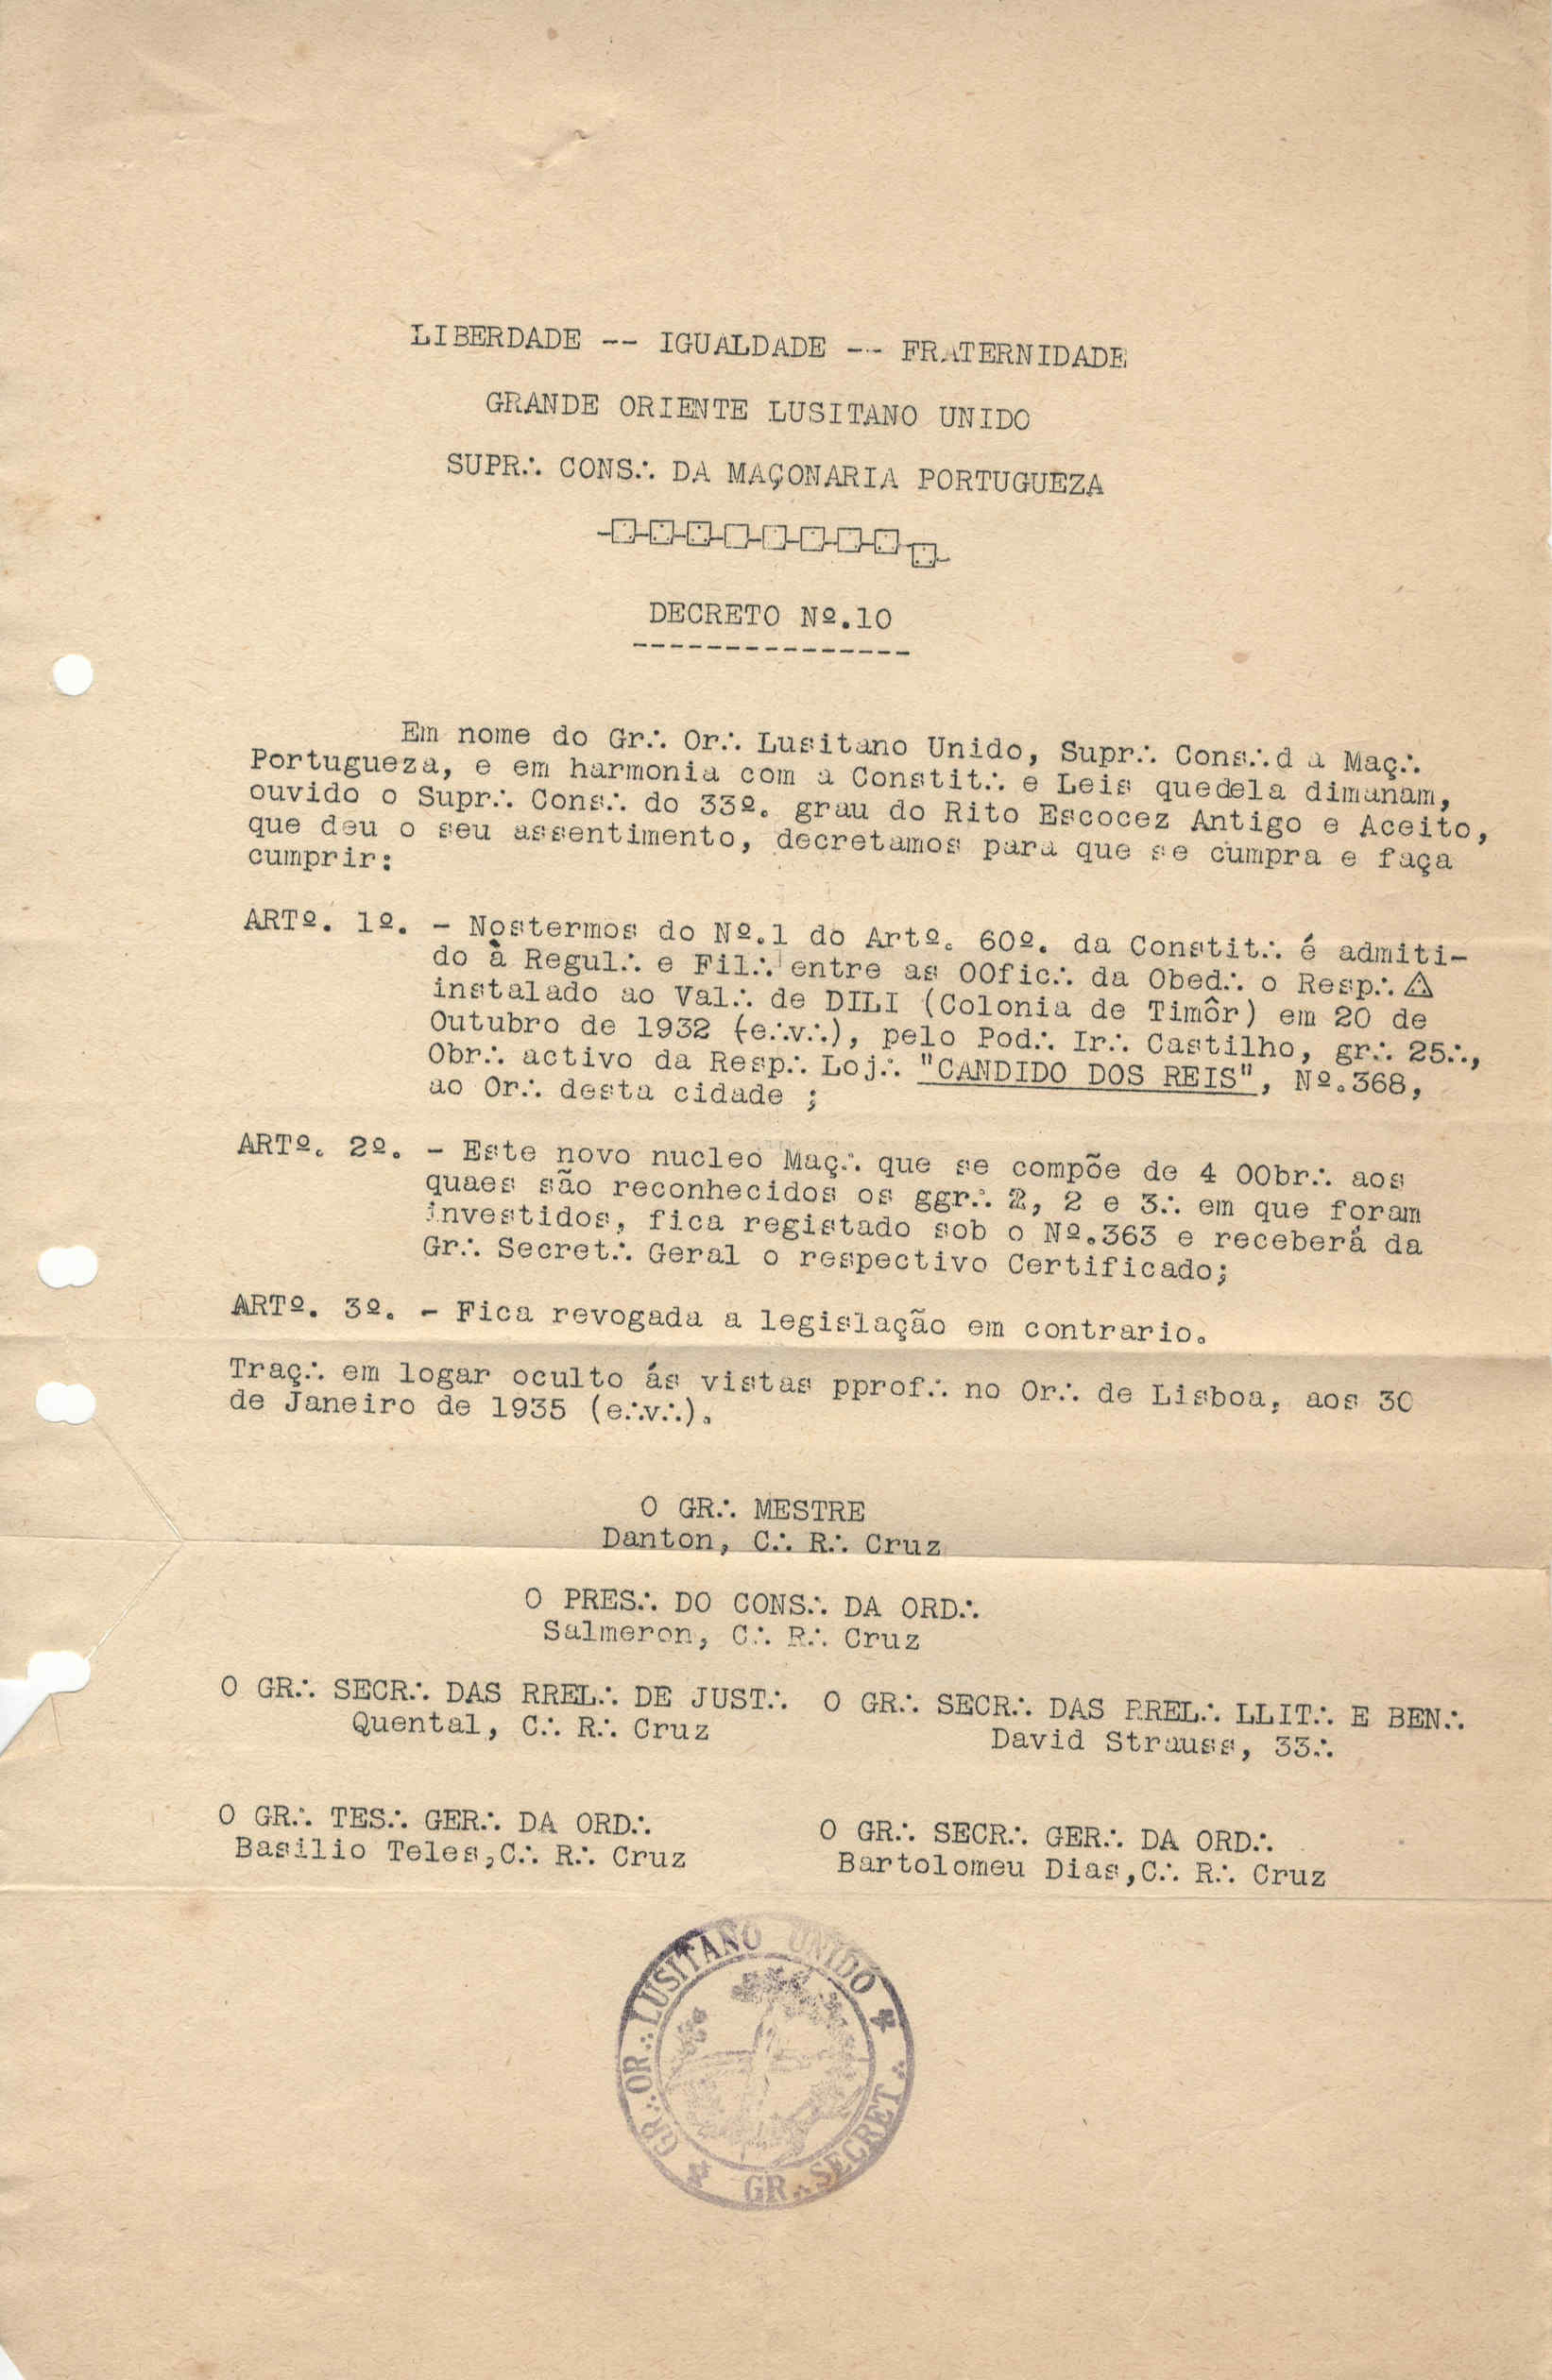 LIBERDADE -- IGUALDADE -- FRATERNIDADE
GRANDE ORIENTE LUSITANO UNIDO
SUPR∴ CONS∴ DA MAÇONARIA PORTUGUEZA
DECRETO Nº.10
---------------
Em nome do Gr∴ Or∴ Lusitano Unido, Supr∴ Cons∴d a Maç∴
Portugueza, e em harmonia com a Constit∴ e Leis quedela dimanam,
ouvido o Supr∴ Cons∴ do 33º. grau do Rito Escocez Antigo e Aceito,
que deu o seu assentimento, decretamos para que se cumpra e faça
cumprir:
ARTº. 1º. - Nostermos do Nº.1 do Artº. 60º. da Constit∴ é admiti-
do à Regul∴ e Fil∴ entre as OOfic∴ da Obed∴ o Resp∴ △
instalado ao Val∴ de DILI (Colonia de Timôr) em 20 de
Outubro de 1932 (e∴v∴), pelo Pod∴ Ir∴ Castilho, gr∴ 25∴,
Obr∴ activo da Resp∴ Loj∴ "CANDIDO DOS REIS", Nº.368,
ao Or∴ desta cidade ;
ARTº. 2º. - Este novo nucleo Maç∴ que se compõe de 4 OObr∴ aos
quaes são reconhecidos os ggr∴ 2, 2 e 3∴ em que foram
investidos, fica registado sob o Nº.363 e receberá da
Gr∴ Secret∴ Geral o respectivo Certificado;
ARTº. 3º. - Fica revogada a legislação em contrario.
Traç∴ em logar oculto ás vistas pprof∴ no Or∴ de Lisboa, aos 30
de Janeiro de 1935 (e∴v∴).
O GR∴ MESTRE
Danton, C∴ R∴ Cruz
O PRES∴ DO CONS∴ DA ORD∴
Salmeron, C∴ R∴ Cruz
O GR∴ SECR∴ DAS RREL∴ DE JUST∴ O GR∴ SECR∴ DAS RREL∴ LLIT∴ E BEN∴
Quental, C∴ R∴ Cruz David Strauss, 33∴
O GR∴ TES∴ GER∴ DA ORD∴ O GR∴ SECR∴ GER∴ DA ORD∴
Basilio Teles,C∴ R∴ Cruz Bartolomeu Dias,C∴ R∴ Cruz
GR∴ OR∴ LUSITANO UNIDO
GR∴ SECRET∴